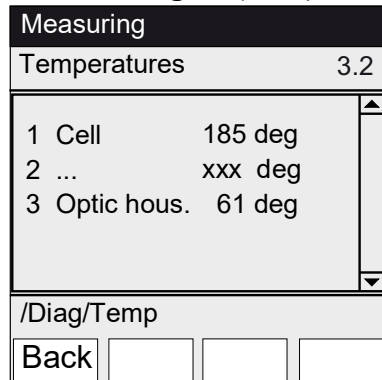 Measuring
Temperatures 3.2
1 Cell 185 deg
2 ... xxx deg
3 Optic hous. 61 deg
/Diag/Temp
Back